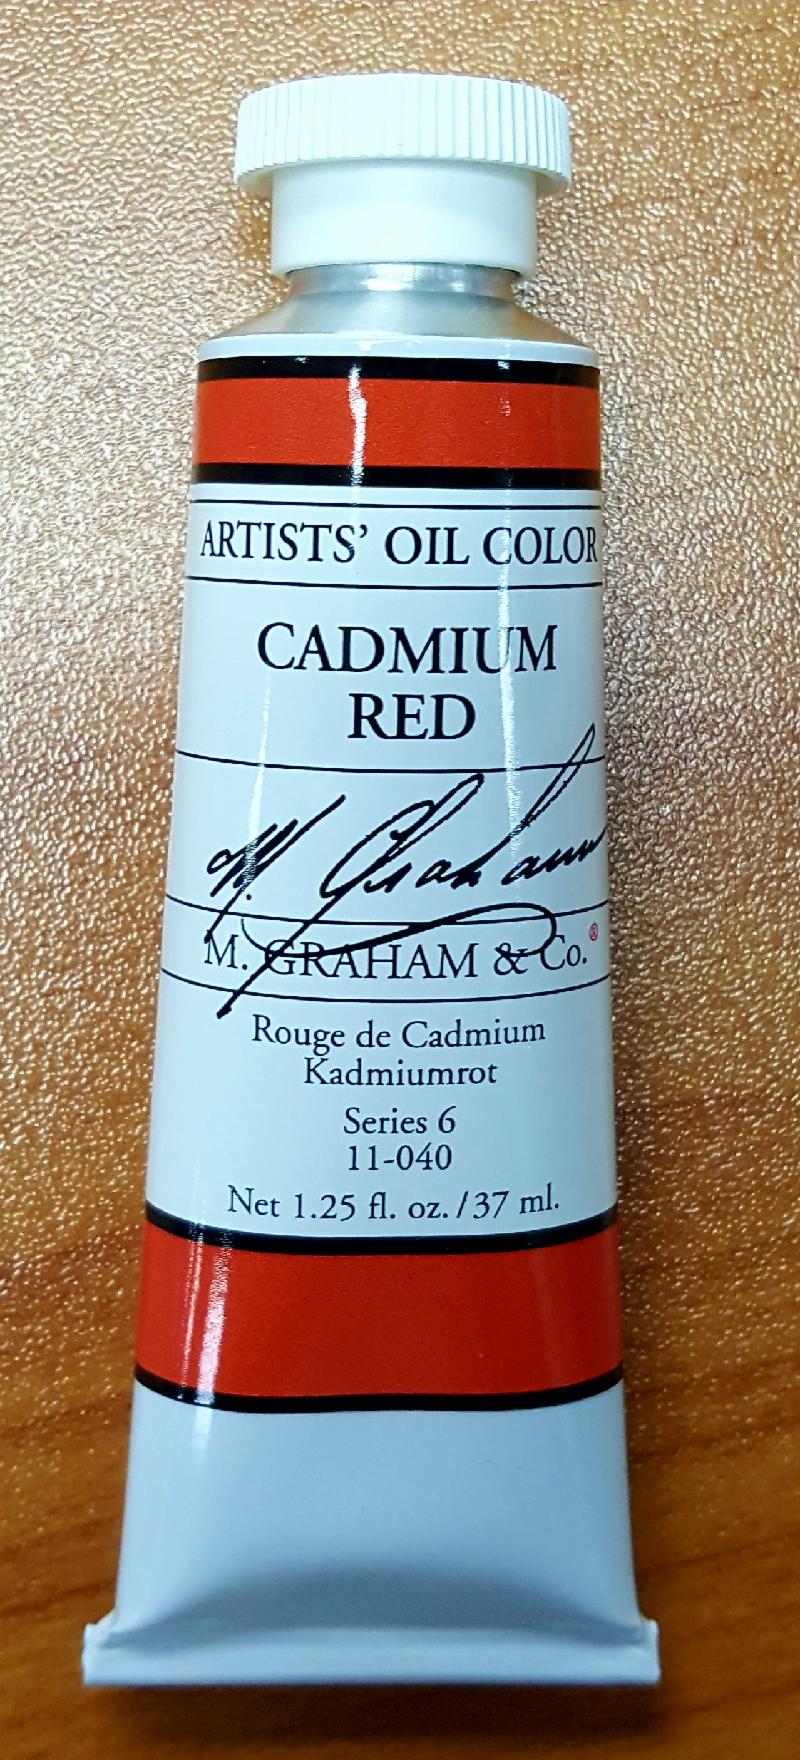 ARTISTS’ OIL COLOR
CADMIUM
RED
M. Graham
M. GRAHAM & Co.®
Rouge de Cadmium
Kadmiumrot
Series 6
11-040
Net 1.25 fl. oz./37 ml.